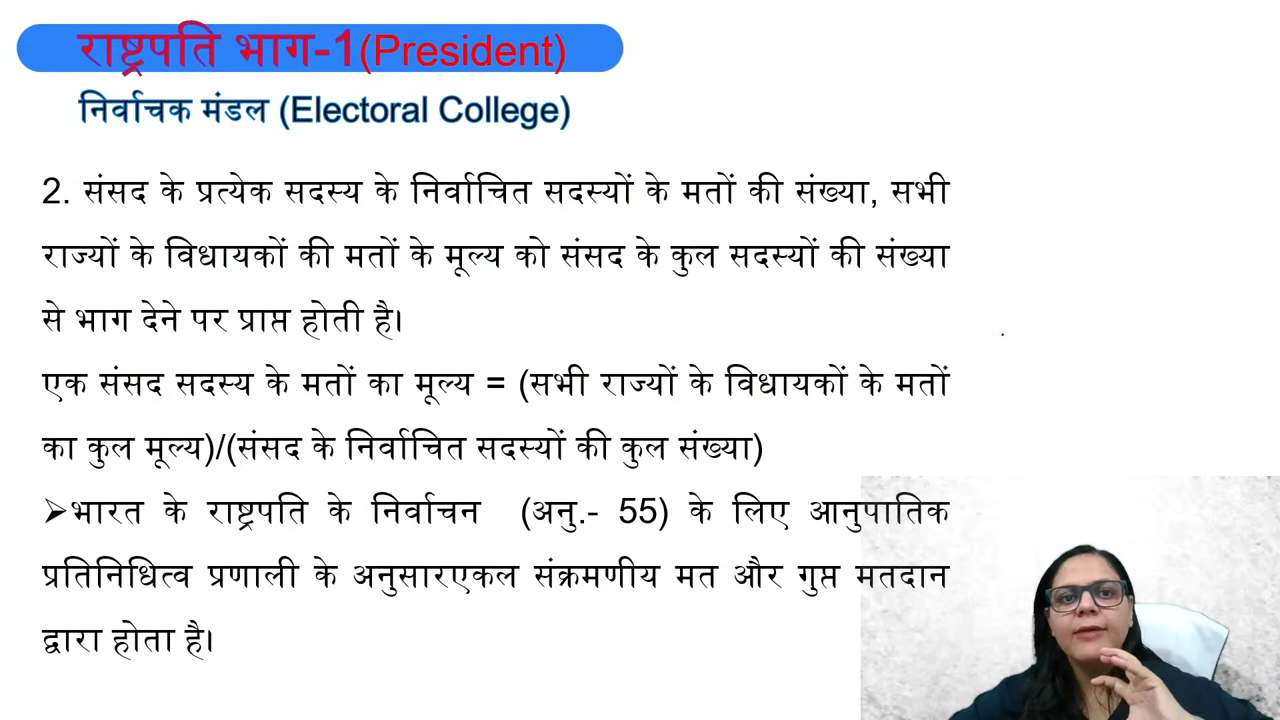 राष्ट्रपति भाग-1(President)
निर्वाचक मंडल (Electoral College)
2. संसद के प्रत्येक सदस्य के निर्वाचित सदस्यों के मतों की संख्या, सभी
राज्यों के विधायकों की मतों के मूल्य को संसद के कुल सदस्यों की संख्या
से भाग देने पर प्राप्त होती है।
एक संसद सदस्य के मतों का मूल्य = (सभी राज्यों के विधायकों के मतों
का कुल मूल्य)/(संसद के निर्वाचित सदस्यों की कुल संख्या)
➢भारत के राष्ट्रपति के निर्वाचन (अनु.- 55) के लिए आनुपातिक
प्रतिनिधित्व प्रणाली के अनुसारएकल संक्रमणीय मत और गुप्त मतदान
द्वारा होता है।